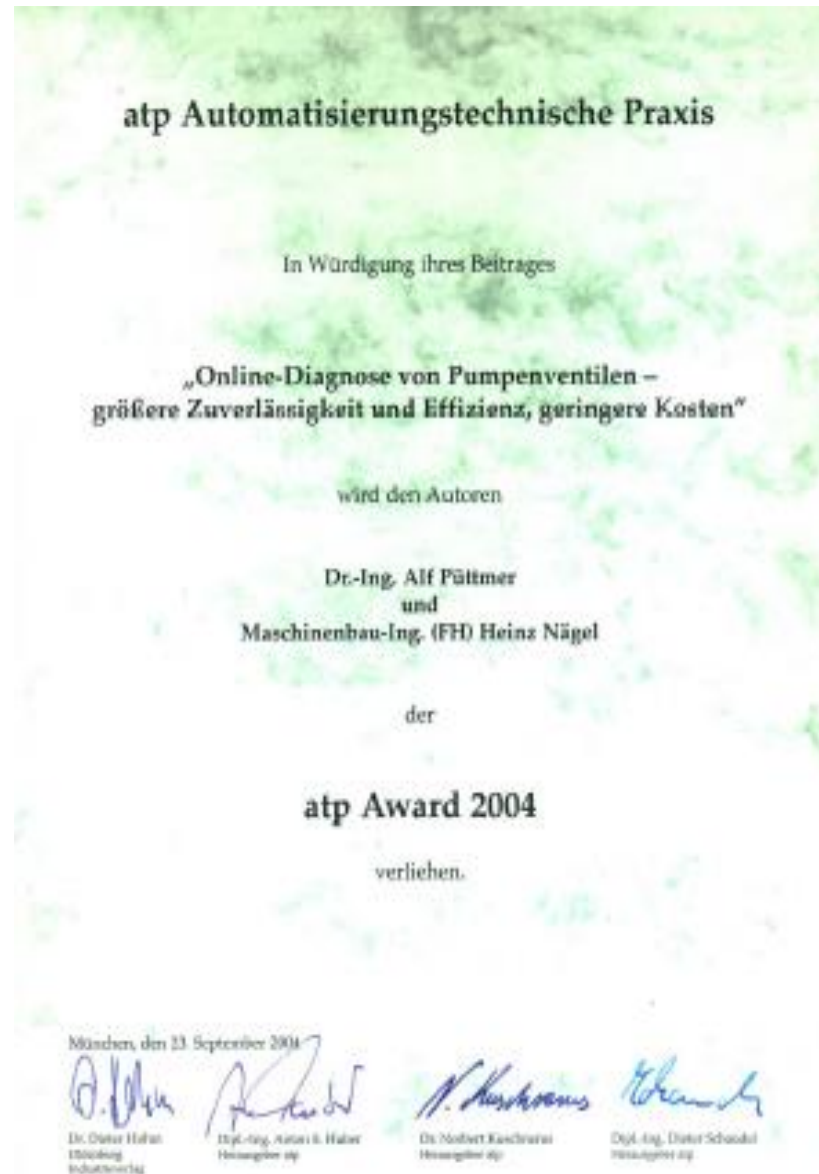 atp Automatisierungstechnische Praxis
In Würdigung ihres Beitrages
„Online-Diagnose von Pumpenventilen –
größere Zuverlässigkeit und Effizienz, geringere Kosten“
wird den Autoren
Dr.-Ing. Alf Püttmer
und
Maschinenbau-Ing. (FH) Heinz Nägel
der
atp Award 2004
verliehen.
München, den 23. September 2004
Dr. Dieter Hohm
Oldenbourg
Industrieverlag
Dipl.-Ing. Anton S. Huber
Herausgeber atp
Dr. Norbert Kuschnerus
Herausgeber atp
Dipl.-Ing. Dieter Schaudel
Herausgeber atp